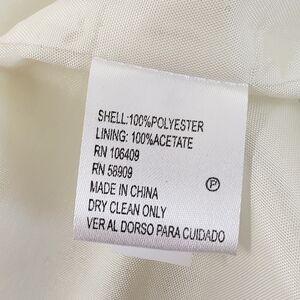 SHELL:100%POLYESTER
LINING: 100%ACETATE
RN 106409
RN 58909
MADE IN CHINA
P
DRY CLEAN ONLY
VER AL DORSO PARA CUIDADO